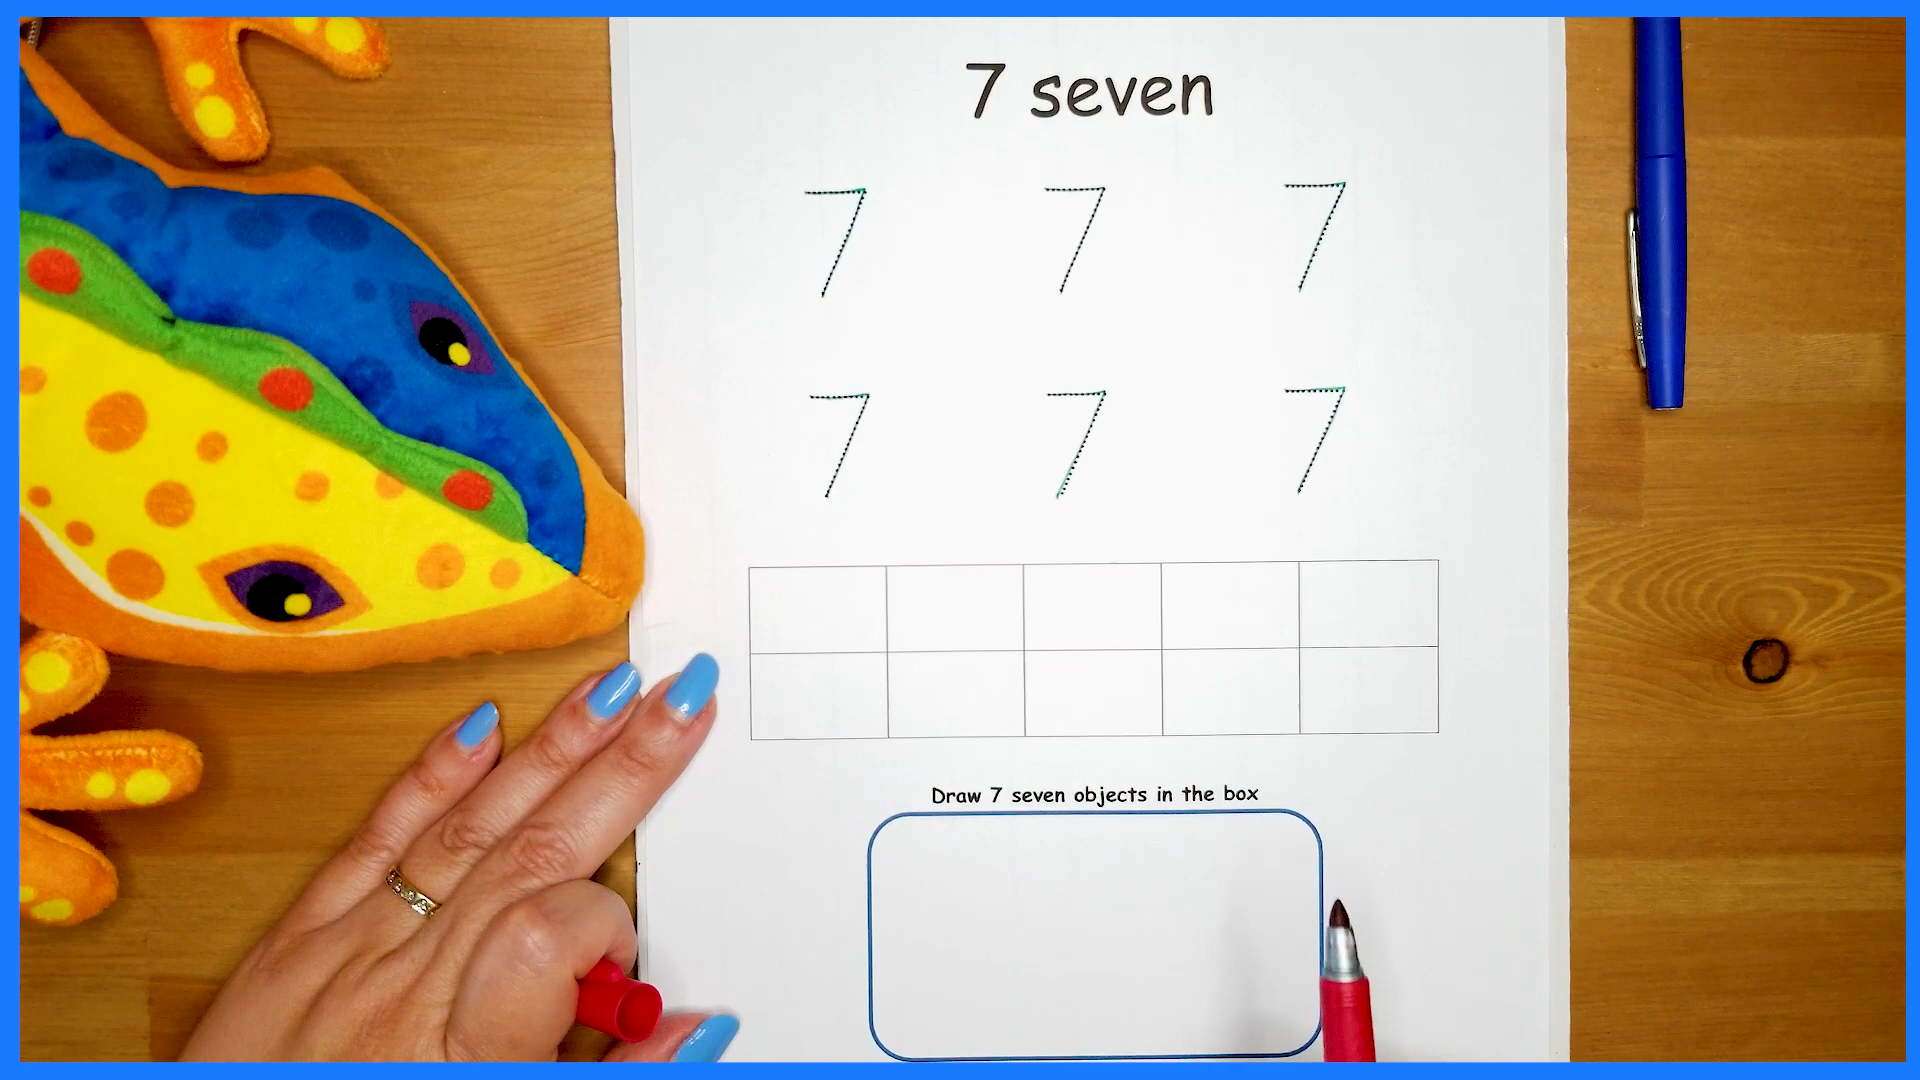 7 seven
7 7 7
7 7 7
Draw 7 seven objects in the box